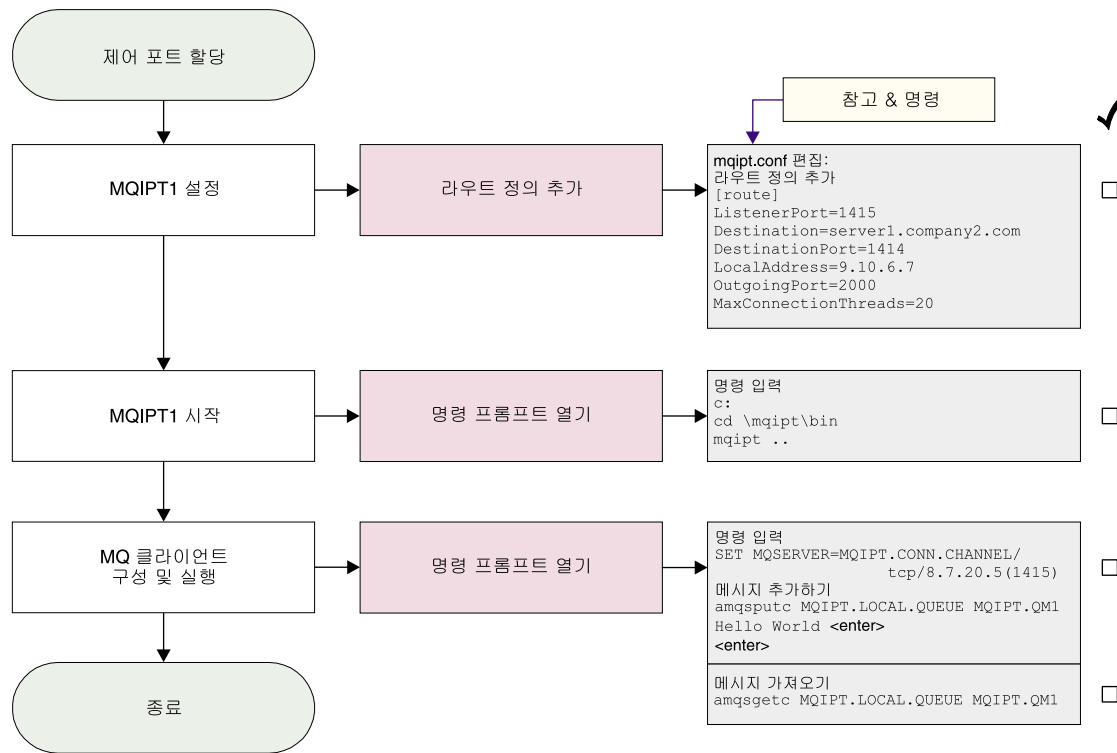 제어 포트 할당
참고 & 명령
MQIPT1 설정
라우트 정의 추가
mqipt.conf 편집:
라우트 정의 추가
[route]
ListenerPort=1415
Destination=server1.company2.com
DestinationPort=1414
LocalAddress=9.10.6.7
OutgoingPort=2000
MaxConnectionThreads=20
MQIPT1 시작
명령 프롬프트 열기
명령 입력
c:
cd \mqipt\bin
mqipt ..
MQ 클라이언트
구성 및 실행
명령 프롬프트 열기
명령 입력
SET MQSERVER=MQIPT.CONN.CHANNEL/
tcp/8.7.20.5(1415)
메시지 추가하기
amqsputc MQIPT.LOCAL.QUEUE MQIPT.QM1
Hello World <enter>
<enter>
메시지 가져오기
amqsgetc MQIPT.LOCAL.QUEUE MQIPT.QM1
종료